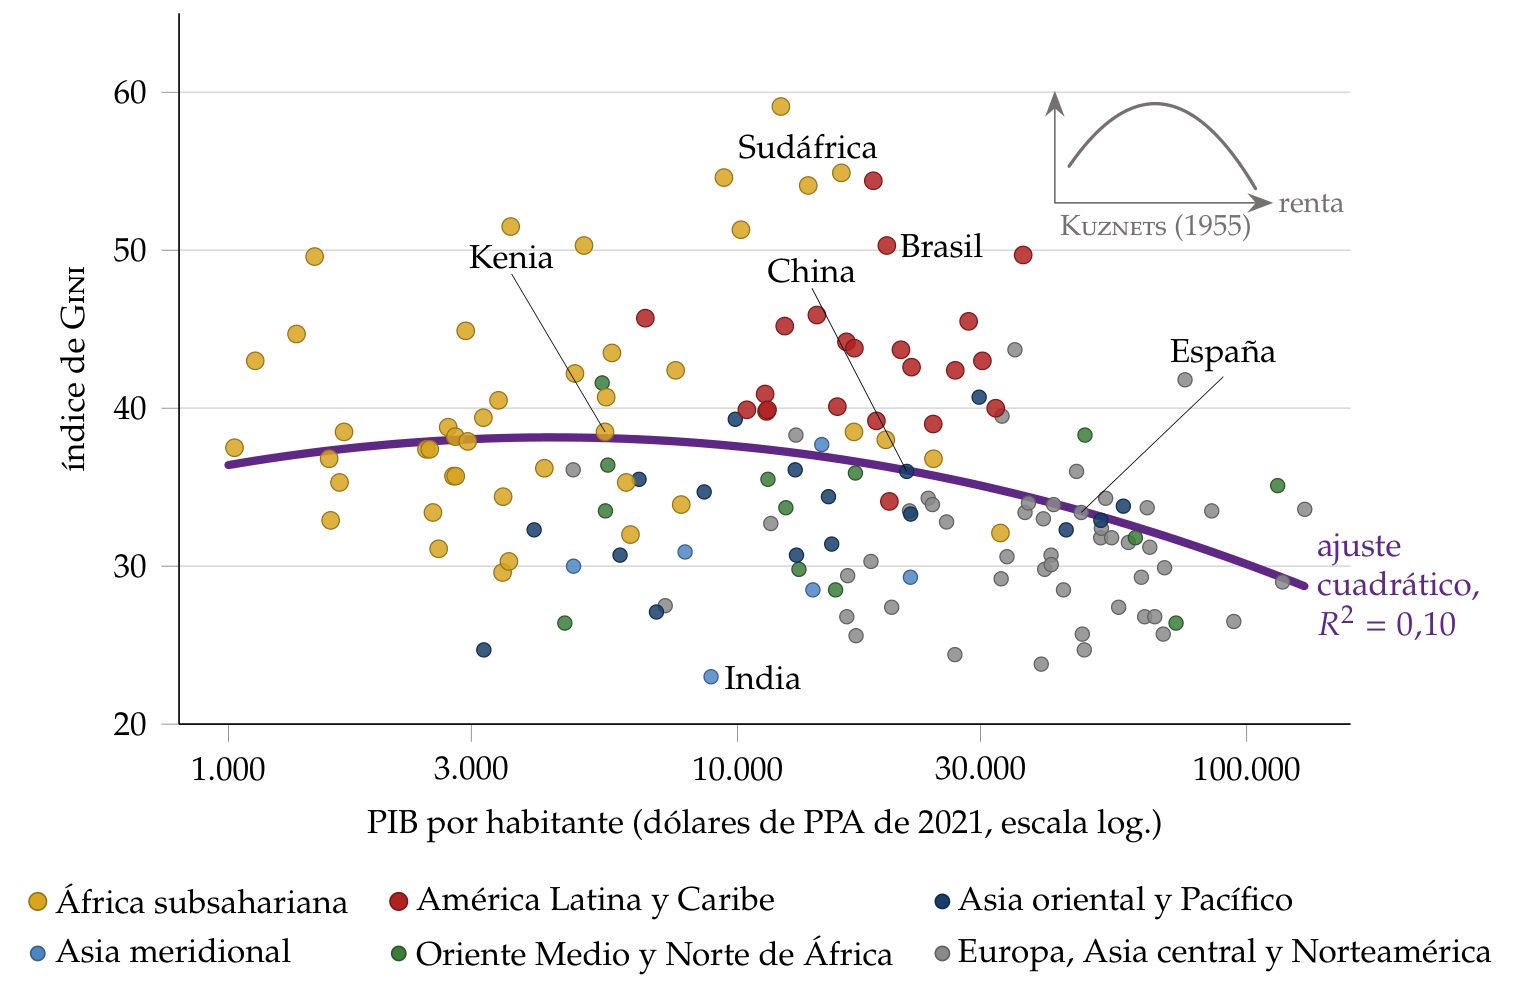 60
50
40
30
20
índice de Gini
Sudáfrica
Kenia
China
Brasil
España
India
renta
Kuznets (1955)
ajuste
cuadrático,
R² = 0,10
1.000
3.000
10.000
30.000
100.000
PIB por habitante (dólares de PPA de 2021, escala log.)
África subsahariana
América Latina y Caribe
Asia oriental y Pacífico
Asia meridional
Oriente Medio y Norte de África
Europa, Asia central y Norteamérica